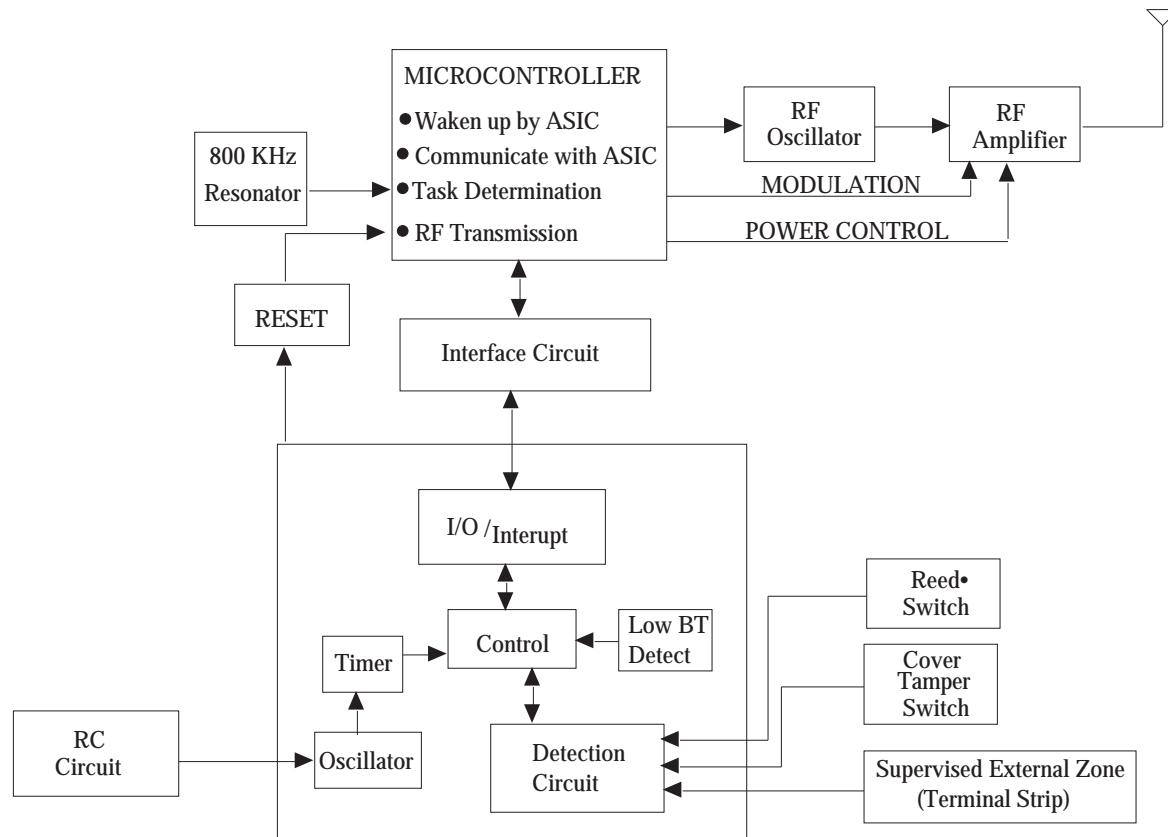 MICROCONTROLLER
● Waken up by ASIC
● Communicate with ASIC
● Task Determination
● RF Transmission
RF
Oscillator
RF
Amplifier
800 KHz
Resonator
MODULATION
POWER CONTROL
RESET
Interface Circuit
I/O /Interupt
Reed•
Switch
Low BT
Detect
Control
Timer
Cover
Tamper
Switch
RC
Circuit
Oscillator
Detection
Circuit
Supervised External Zone
(Terminal Strip)